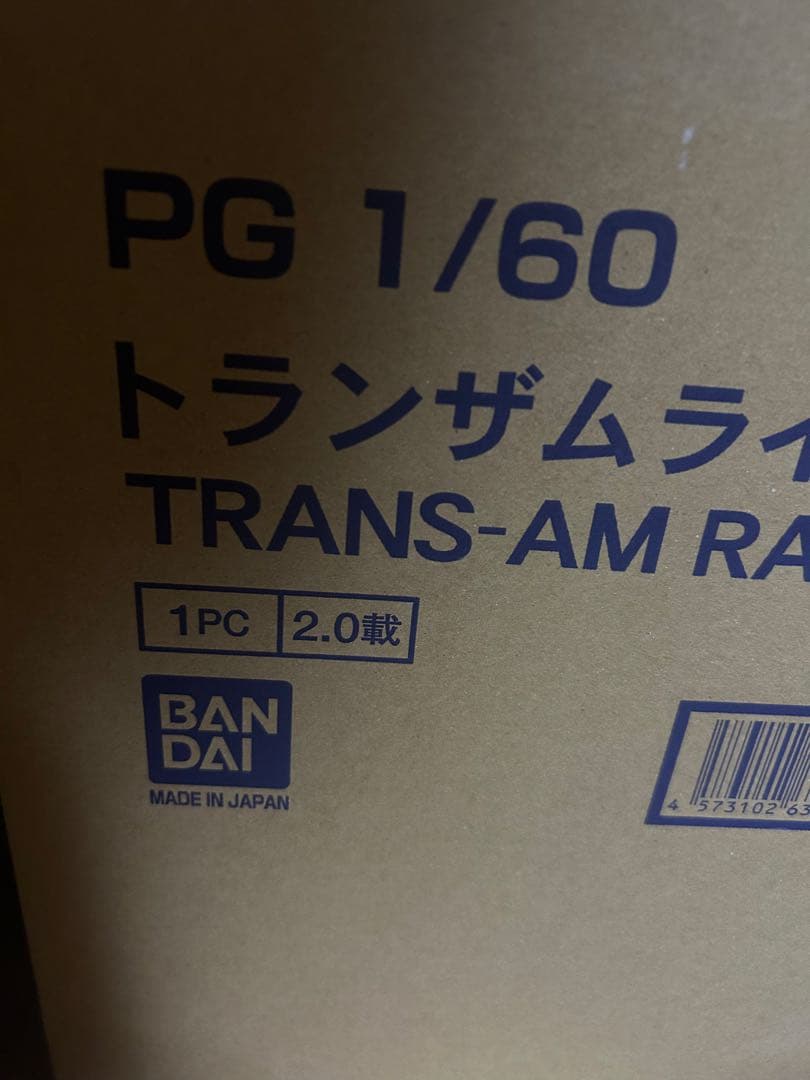 PG 1/60
トランザムライ
TRANS-AM RA
1PC 2.0載
BAN
DAI
MADE IN JAPAN
4 573102 63